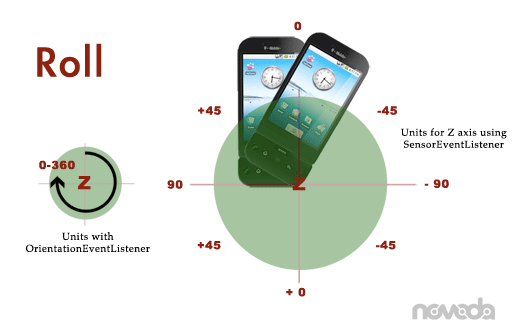 Roll
0
T-Mobile
+45
-45
Units for Z axis using
SensorEventListener
0-360
Z
90
Z
- 90
Units with
OrientationEventListener
+45
-45
+ 0
novoda